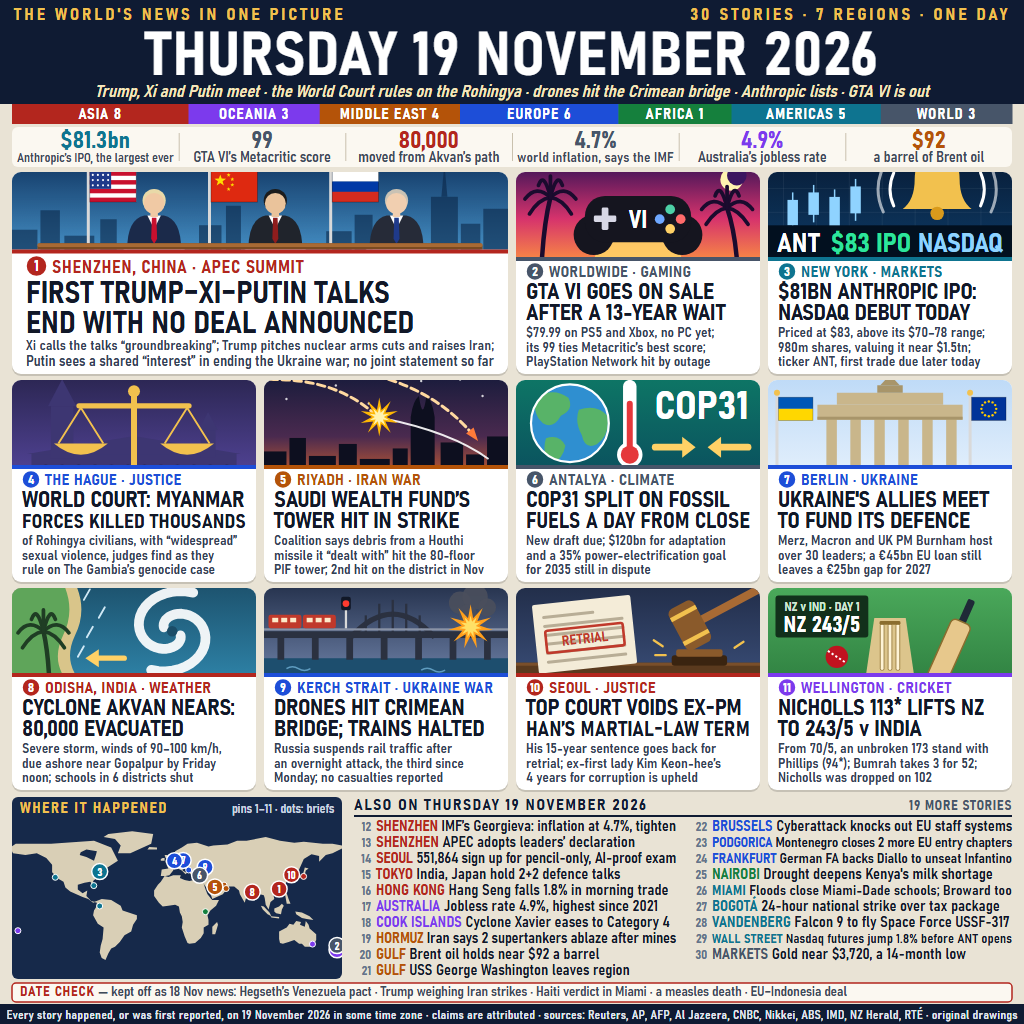 THE WORLD'S NEWS IN ONE PICTURE
30 STORIES · 7 REGIONS · ONE DAY
THURSDAY 19 NOVEMBER 2026
Trump, Xi and Putin meet · the World Court rules on the Rohingya · drones hit the Crimean bridge · Anthropic lists · GTA VI is out
ASIA 8
OCEANIA 3
MIDDLE EAST 4
EUROPE 6
AFRICA 1
AMERICAS 5
WORLD 3
$81.3bn
Anthropic's IPO, the largest ever
99
GTA VI's Metacritic score
80,000
moved from Akvan's path
4.7%
world inflation, says the IMF
4.9%
Australia's jobless rate
$92
a barrel of Brent oil
1 SHENZHEN, CHINA · APEC SUMMIT
FIRST TRUMP–XI–PUTIN TALKS
END WITH NO DEAL ANNOUNCED
Xi calls the talks “groundbreaking”; Trump pitches nuclear arms cuts and raises Iran;
Putin sees a shared “interest” in ending the Ukraine war; no joint statement so far
VI
2 WORLDWIDE · GAMING
GTA VI GOES ON SALE
AFTER A 13-YEAR WAIT
$79.99 on PS5 and Xbox, no PC yet;
its 99 ties Metacritic's best score;
PlayStation Network hit by outage
ANT $83 IPO NASDAQ
3 NEW YORK · MARKETS
$81BN ANTHROPIC IPO:
NASDAQ DEBUT TODAY
Priced at $83, above its $70–78 range;
980m shares, valuing it near $1.5tn;
ticker ANT, first trade due later today
4 THE HAGUE · JUSTICE
WORLD COURT: MYANMAR
FORCES KILLED THOUSANDS
of Rohingya civilians, with “widespread”
sexual violence, judges find as they
rule on The Gambia's genocide case
5 RIYADH · IRAN WAR
SAUDI WEALTH FUND'S
TOWER HIT IN STRIKE
Coalition says debris from a Houthi
missile it “dealt with” hit the 80-floor
PIF tower; 2nd hit on the district in Nov
COP31
6 ANTALYA · CLIMATE
COP31 SPLIT ON FOSSIL
FUELS A DAY FROM CLOSE
New draft due; $120bn for adaptation
and a 35% power-electrification goal
for 2035 still in dispute
7 BERLIN · UKRAINE
UKRAINE'S ALLIES MEET
TO FUND ITS DEFENCE
Merz, Macron and UK PM Burnham host
over 30 leaders; a €45bn EU loan still
leaves a €25bn gap for 2027
8 ODISHA, INDIA · WEATHER
CYCLONE AKVAN NEARS:
80,000 EVACUATED
Severe storm, winds of 90–100 km/h,
due ashore near Gopalpur by Friday
noon; schools in 6 districts shut
9 KERCH STRAIT · UKRAINE WAR
DRONES HIT CRIMEAN
BRIDGE; TRAINS HALTED
Russia suspends rail traffic after
an overnight attack, the third since
Monday; no casualties reported
RETRIAL
10 SEOUL · JUSTICE
TOP COURT VOIDS EX-PM
HAN'S MARTIAL-LAW TERM
His 15-year sentence goes back for
retrial; ex-first lady Kim Keon-hee's
4 years for corruption is upheld
NZ v IND · DAY 1
NZ 243/5
11 WELLINGTON · CRICKET
NICHOLLS 113* LIFTS NZ
TO 243/5 v INDIA
From 70/5, an unbroken 173 stand with
Phillips (94*); Bumrah takes 3 for 52;
Nicholls was dropped on 102
WHERE IT HAPPENED
pins 1–11 · dots: briefs
3
4
7
9
6
5
8
1
10
2
ALSO ON THURSDAY 19 NOVEMBER 2026
19 MORE STORIES
12 SHENZHEN IMF's Georgieva: inflation at 4.7%, tighten
13 SHENZHEN APEC adopts leaders' declaration
14 SEOUL 551,864 sign up for pencil-only, AI-proof exam
15 TOKYO India, Japan hold 2+2 defence talks
16 HONG KONG Hang Seng falls 1.8% in morning trade
17 AUSTRALIA Jobless rate 4.9%, highest since 2021
18 COOK ISLANDS Cyclone Xavier eases to Category 4
19 HORMUZ Iran says 2 supertankers ablaze after mines
20 GULF Brent oil holds near $92 a barrel
21 GULF USS George Washington leaves region
22 BRUSSELS Cyberattack knocks out EU staff systems
23 PODGORICA Montenegro closes 2 more EU entry chapters
24 FRANKFURT German FA backs Diallo to unseat Infantino
25 NAIROBI Drought deepens Kenya's milk shortage
26 MIAMI Floods close Miami-Dade schools; Broward too
27 BOGOTÁ 24-hour national strike over tax package
28 VANDENBERG Falcon 9 to fly Space Force USSF-317
29 WALL STREET Nasdaq futures jump 1.8% before ANT opens
30 MARKETS Gold near $3,720, a 14-month low
DATE CHECK — kept off as 18 Nov news: Hegseth's Venezuela pact · Trump weighing Iran strikes · Haiti verdict in Miami · a measles death · EU–Indonesia deal
Every story happened, or was first reported, on 19 November 2026 in some time zone · claims are attributed · sources: Reuters, AP, AFP, Al Jazeera, CNBC, Nikkei, ABS, IMD, NZ Herald, RTÉ · original drawings